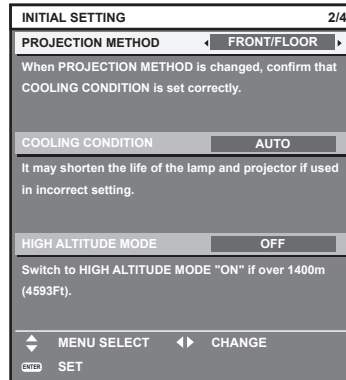 INITIAL SETTING 2/4
PROJECTION METHOD FRONT/FLOOR
When PROJECTION METHOD is changed, confirm that
COOLING CONDITION is set correctly.
COOLING CONDITION AUTO
It may shorten the life of the lamp and projector if used
in incorrect setting.
HIGH ALTITUDE MODE OFF
Switch to HIGH ALTITUDE MODE "ON" if over 1400m
(4593Ft).
MENU SELECT CHANGE
ENTER SET